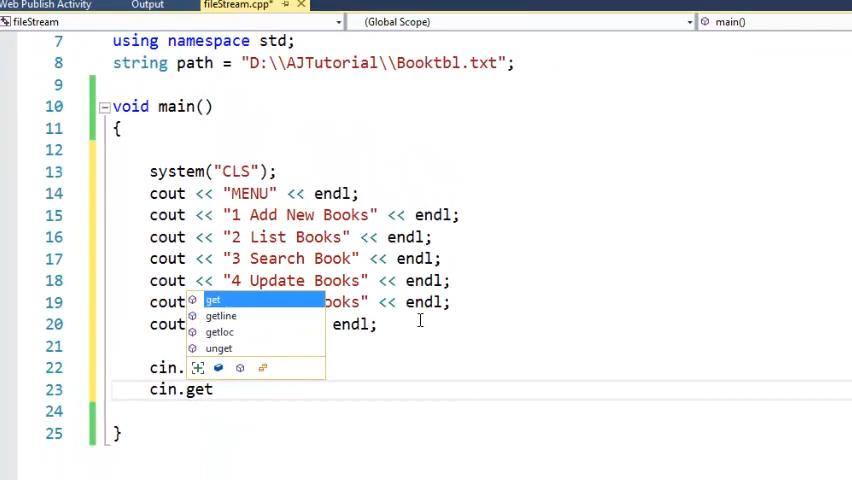 Web Publish Activity Output fileStream.cpp*
fileStream (Global Scope) main()
7 using namespace std;
8 string path = "D:\\AJTutorial\\Booktbl.txt";
9
10 void main()
11 {
12
13 system("CLS");
14 cout << "MENU" << endl;
15 cout << "1 Add New Books" << endl;
16 cout << "2 List Books" << endl;
17 cout << "3 Search Book" << endl;
18 cout << "4 Update Books" << endl;
19 cout ooks" << endl;
20 cout endl;
get
getline
getloc
unget
21
22 cin.
23 cin.get
24
25 }